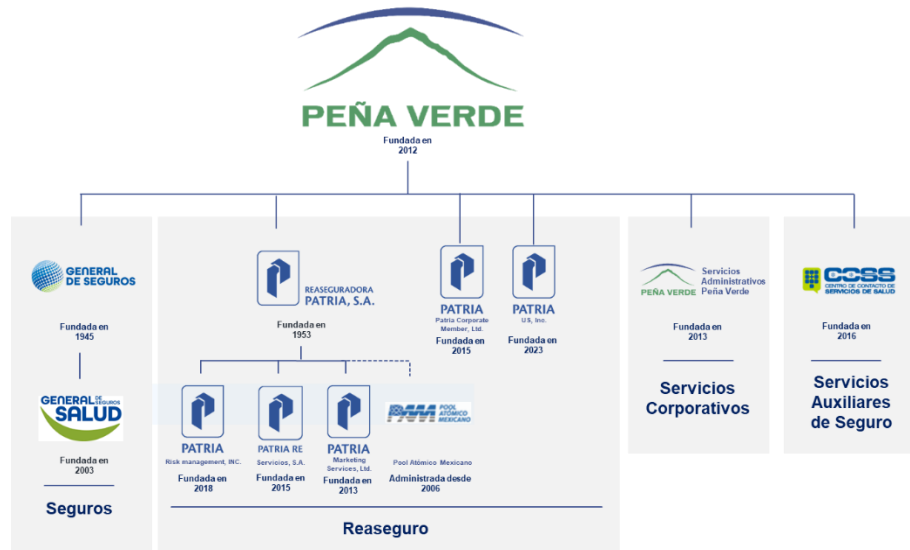 PEÑA VERDE
Fundada en
2012
GENERAL
DE SEGUROS
Fundada en
1945
GENERAL DE SEGUROS
SALUD
Fundada en
2003
Seguros
REASEGURADORA
PATRIA, S.A.
Fundada en
1953
PATRIA
Patria Corporate
Member, Ltd.
Fundada en
2015
PATRIA
US, Inc.
Fundada en
2023
PATRIA
Risk management, INC.
Fundada en
2018
PATRIA RE
Servicios, S.A.
Fundada en
2015
PATRIA
Marketing
Services, Ltd.
Fundada en
2013
PAM POOL
ATÓMICO
MEXICANO
Pool Atómico Mexicano
Administrada desde
2006
Reaseguro
PEÑA VERDE
Servicios
Administrativos
Peña Verde
Fundada en
2013
Servicios
Corporativos
CCSS
CENTRO DE CONTACTO
SERVICIOS DE SALUD
Fundada en
2016
Servicios
Auxiliares
de Seguro